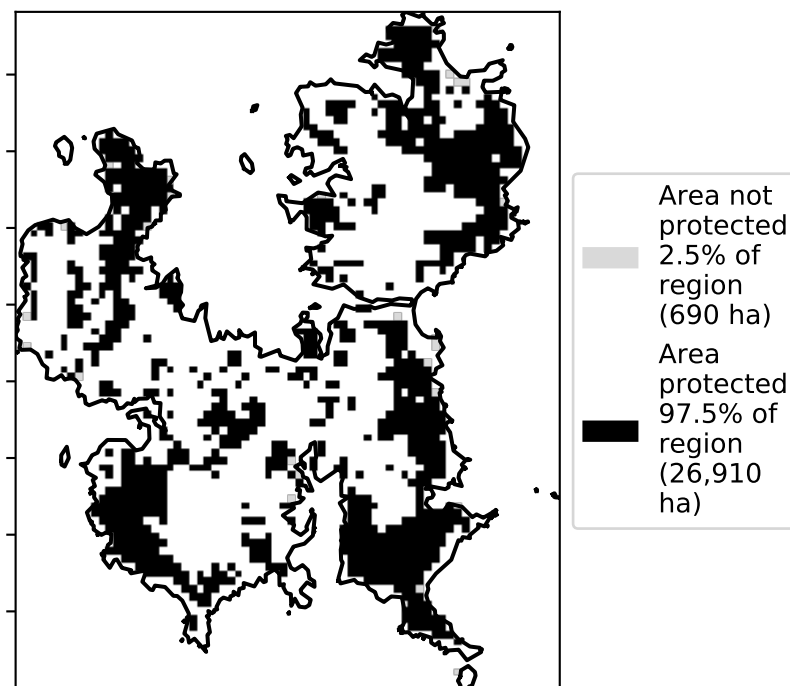 Area not
protected
2.5% of
region
(690 ha)
Area
protected
97.5% of
region
(26,910
ha)